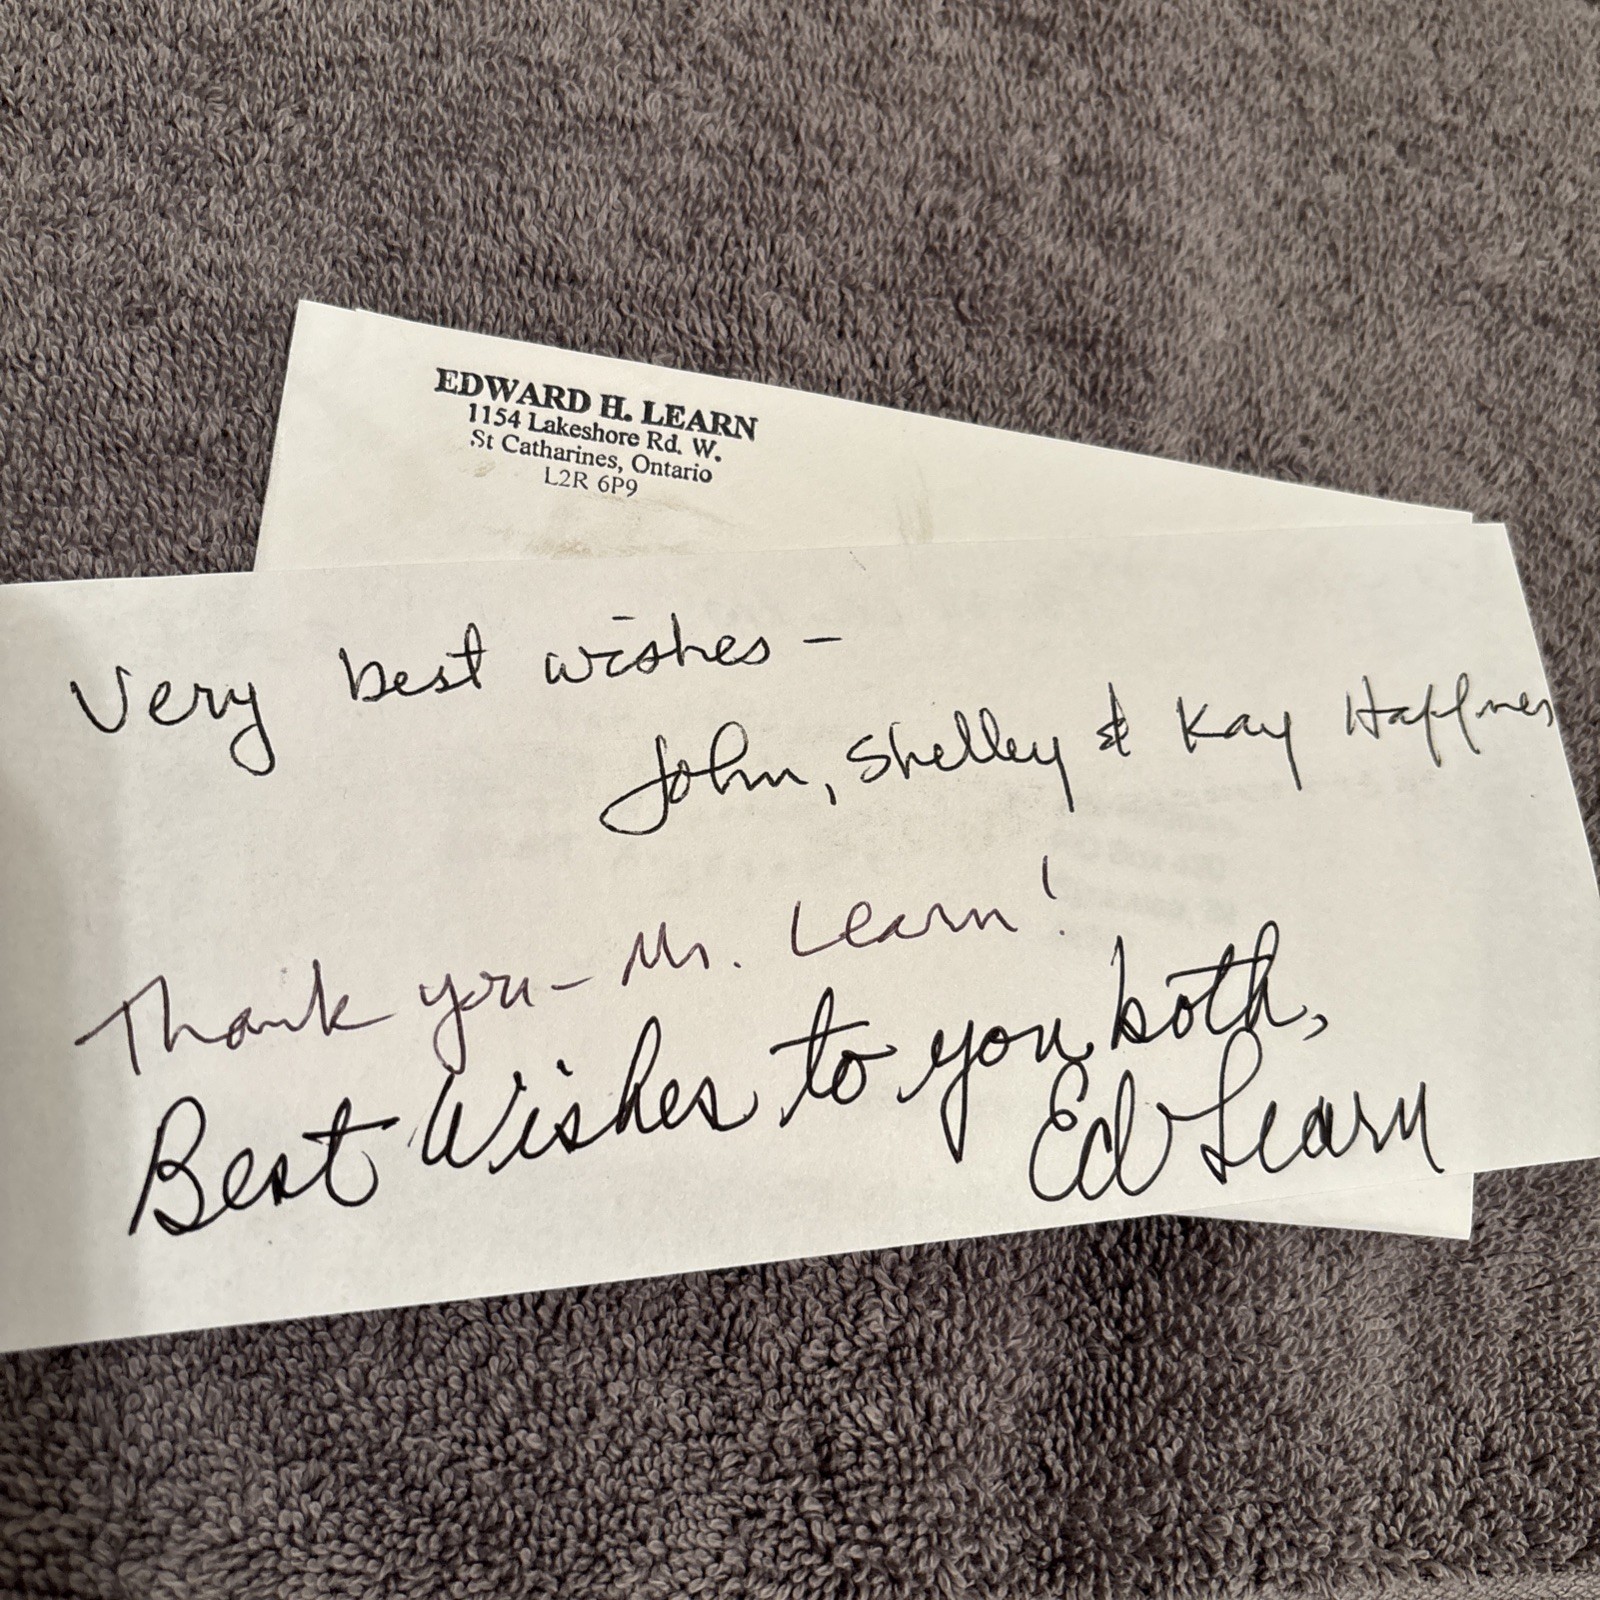 EDWARD H. LEARN
1154 Lakeshore Rd. W.
St Catharines, Ontario
L2R 6P9
Very best wishes –
John, Shelley & Kay Haffner
Thank you – Mr. Learn!
Best Wishes to you both,
Ed Learn